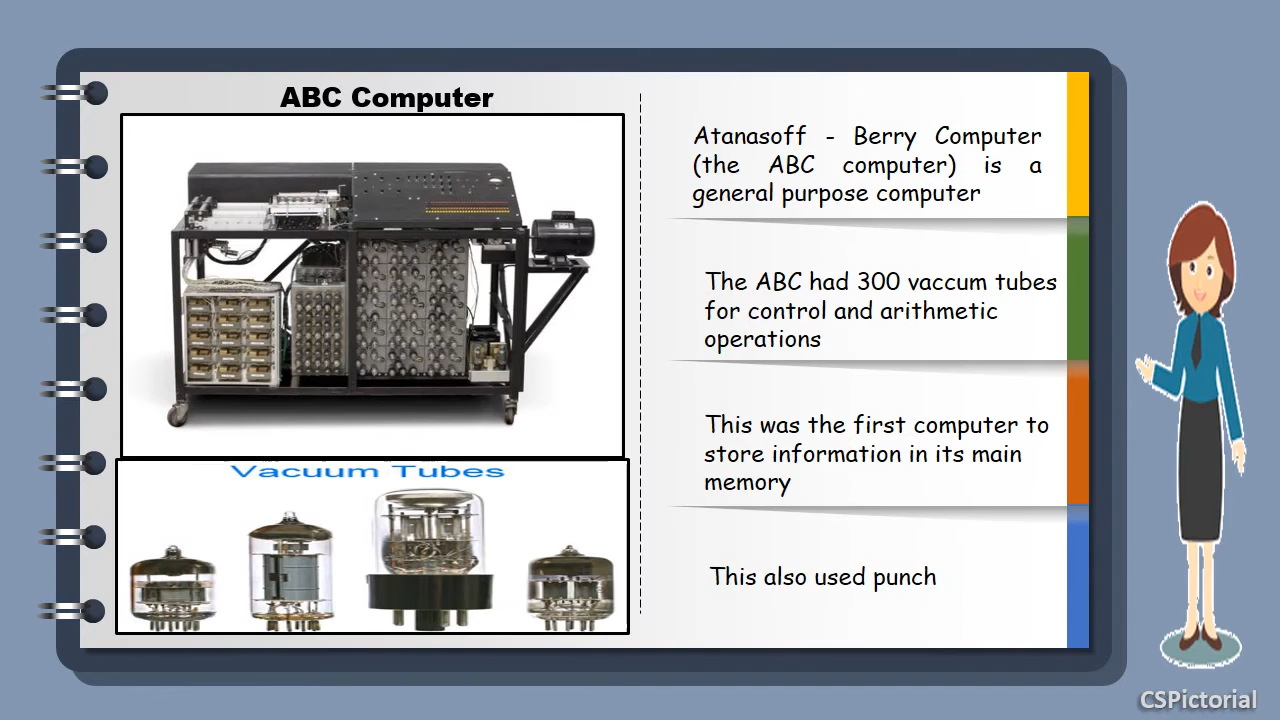 ABC Computer
Vacuum Tubes
Atanasoff - Berry Computer
(the ABC computer) is a
general purpose computer
The ABC had 300 vaccum tubes
for control and arithmetic
operations
This was the first computer to
store information in its main
memory
This also used punch
CSPictorial